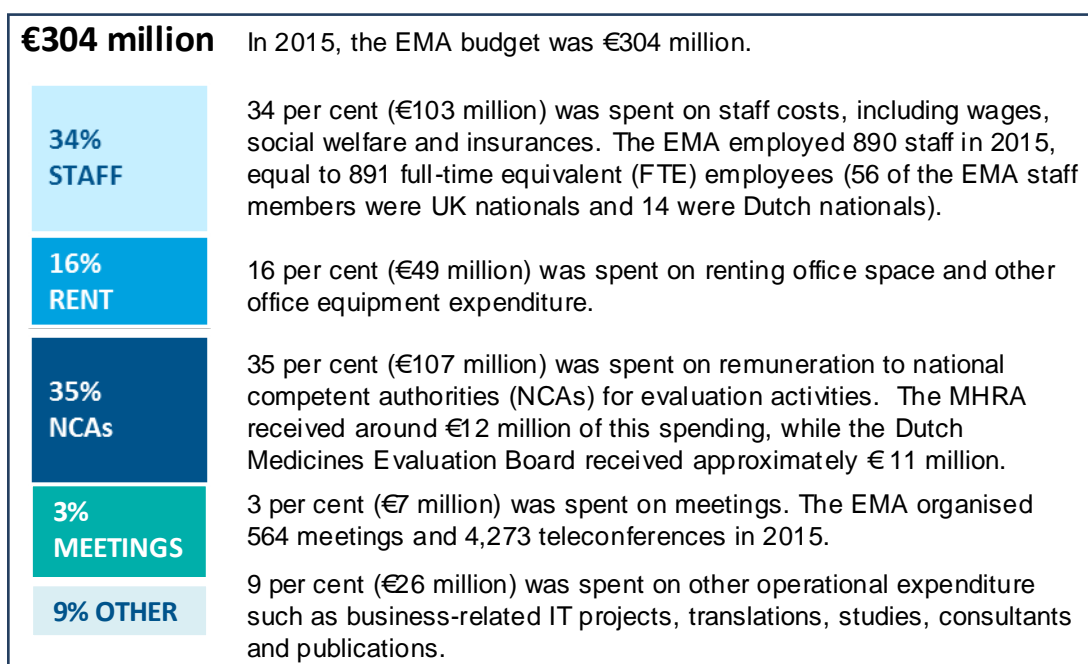 €304 million In 2015, the EMA budget was €304 million.
34%
STAFF
34 per cent (€103 million) was spent on staff costs, including wages,
social welfare and insurances. The EMA employed 890 staff in 2015,
equal to 891 full-time equivalent (FTE) employees (56 of the EMA staff
members were UK nationals and 14 were Dutch nationals).
16%
RENT
16 per cent (€49 million) was spent on renting office space and other
office equipment expenditure.
35%
NCAs
35 per cent (€107 million) was spent on remuneration to national
competent authorities (NCAs) for evaluation activities. The MHRA
received around €12 million of this spending, while the Dutch
Medicines Evaluation Board received approximately € 11 million.
3%
MEETINGS
3 per cent (€7 million) was spent on meetings. The EMA organised
564 meetings and 4,273 teleconferences in 2015.
9% OTHER
9 per cent (€26 million) was spent on other operational expenditure
such as business-related IT projects, translations, studies, consultants
and publications.